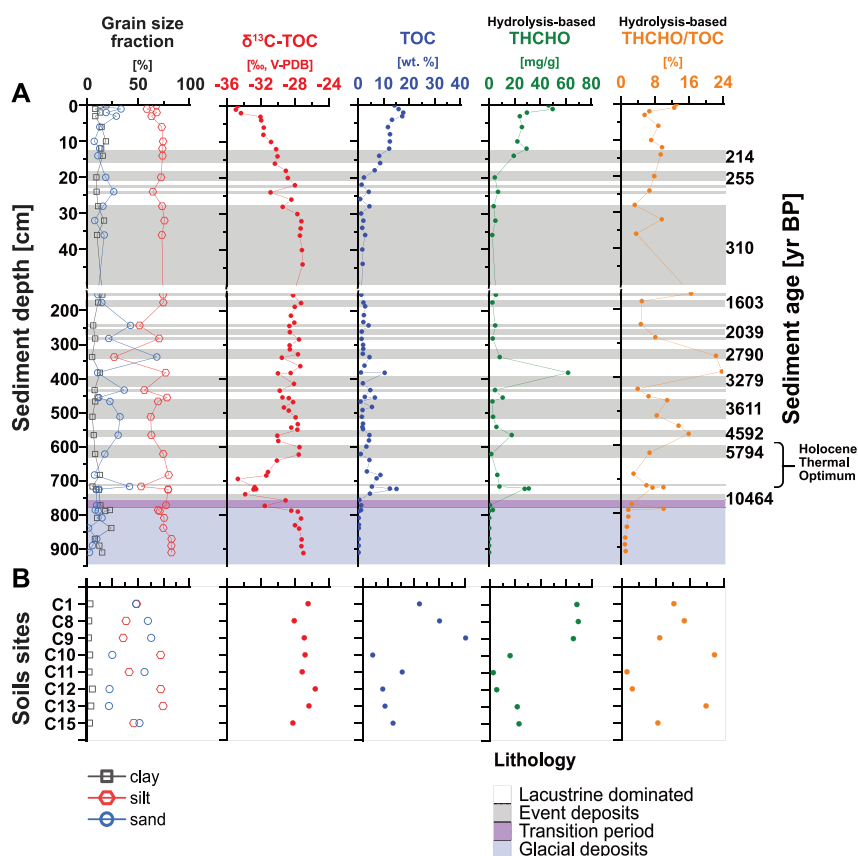 Grain size fraction
[%]
0 50 100
δ¹³C-TOC
[‰, V-PDB]
-36 -32 -28 -24
TOC
[wt. %]
0 10 20 30 40
Hydrolysis-based
THCHO
[mg/g]
0 20 40 60 80
Hydrolysis-based
THCHO/TOC
[%]
0 8 16 24
A
Sediment depth [cm]
0
10
20
30
40
200
300
400
500
600
700
800
900
214
255
310
1603
2039
2790
3279
3611
4592
5794
10464
Sediment age [yr BP]
Holocene
Thermal
Optimum
B
Soils sites
C1
C8
C9
C10
C11
C12
C13
C15
clay
silt
sand
Lithology
Lacustrine dominated
Event deposits
Transition period
Glacial deposits